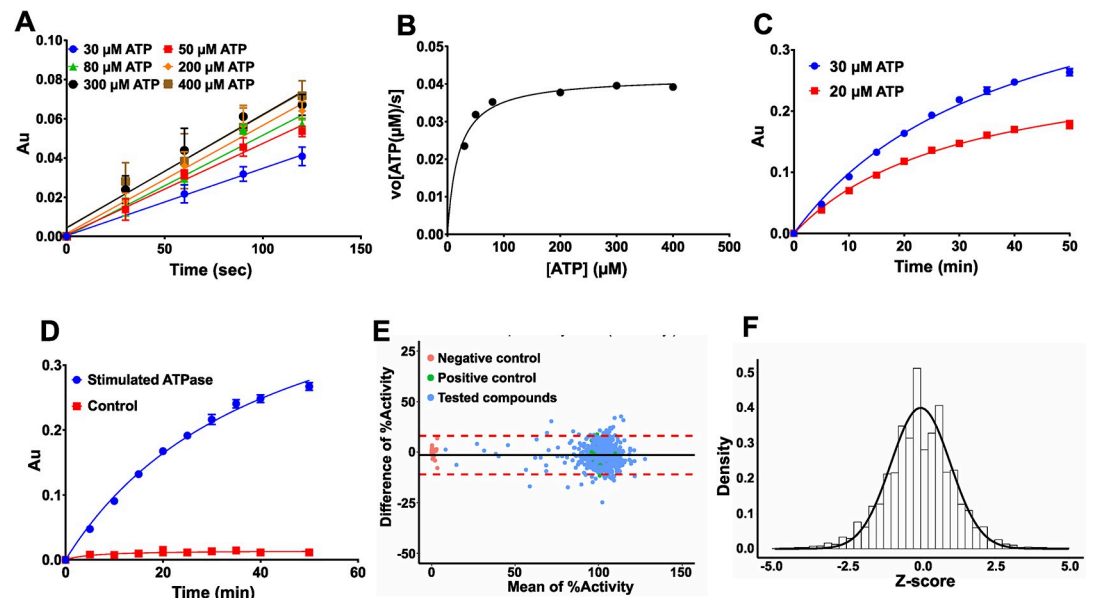 A
0.10
0.08
0.06
0.04
0.02
0.00
Au
30 µM ATP
50 µM ATP
80 µM ATP
200 µM ATP
300 µM ATP
400 µM ATP
0
50
100
150
Time (sec)
B
0.05
0.04
0.03
0.02
0.01
0.00
vo[ATP(µM)/s]
0
100
200
300
400
500
[ATP] (µM)
C
0.3
0.2
0.1
0.0
Au
30 µM ATP
20 µM ATP
0
10
20
30
40
50
Time (min)
D
0.3
0.2
0.1
0.0
Au
Stimulated ATPase
Control
0
20
40
60
Time (min)
E
25
50
0
-25
-50
Difference of %Activity
Negative control
Positive control
Tested compounds
0
50
100
150
Mean of %Activity
F
0.5
0.4
0.3
0.2
0.1
0.0
Density
-5.0
-2.5
0.0
2.5
5.0
Z-score